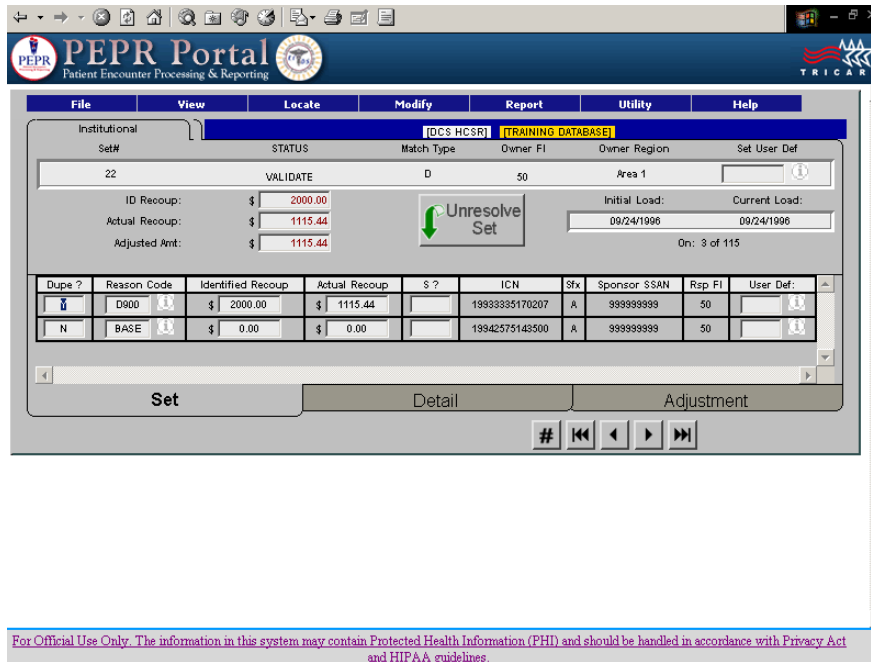 PEPR
PEPR Portal
Patient Encounter Processing & Reporting
TRICAR
File View Locate Modify Report Utility Help
Institutional [DCS HCSR] [TRAINING DATABASE]
Set# STATUS Match Type Owner FI Owner Region Set User Def
22 VALIDATE D 50 Area 1
ID Recoup: $ 2000.00 Unresolve Set Initial Load: Current Load:
Actual Recoup: $ 1115.44 09/24/1996 09/24/1996
Adjusted Amt: $ 1115.44 On: 3 of 115
Dupe ? Reason Code Identified Recoup Actual Recoup S ? ICN Sfx Sponsor SSAN Rsp FI User Def:
Y D900 $ 2000.00 $ 1115.44 19933335170207 A 999999999 50
N BASE $ 0.00 $ 0.00 19942575143500 A 999999999 50
Set Detail Adjustment
#
For Official Use Only. The information in this system may contain Protected Health Information (PHI) and should be handled in accordance with Privacy Act
and HIPAA guidelines.